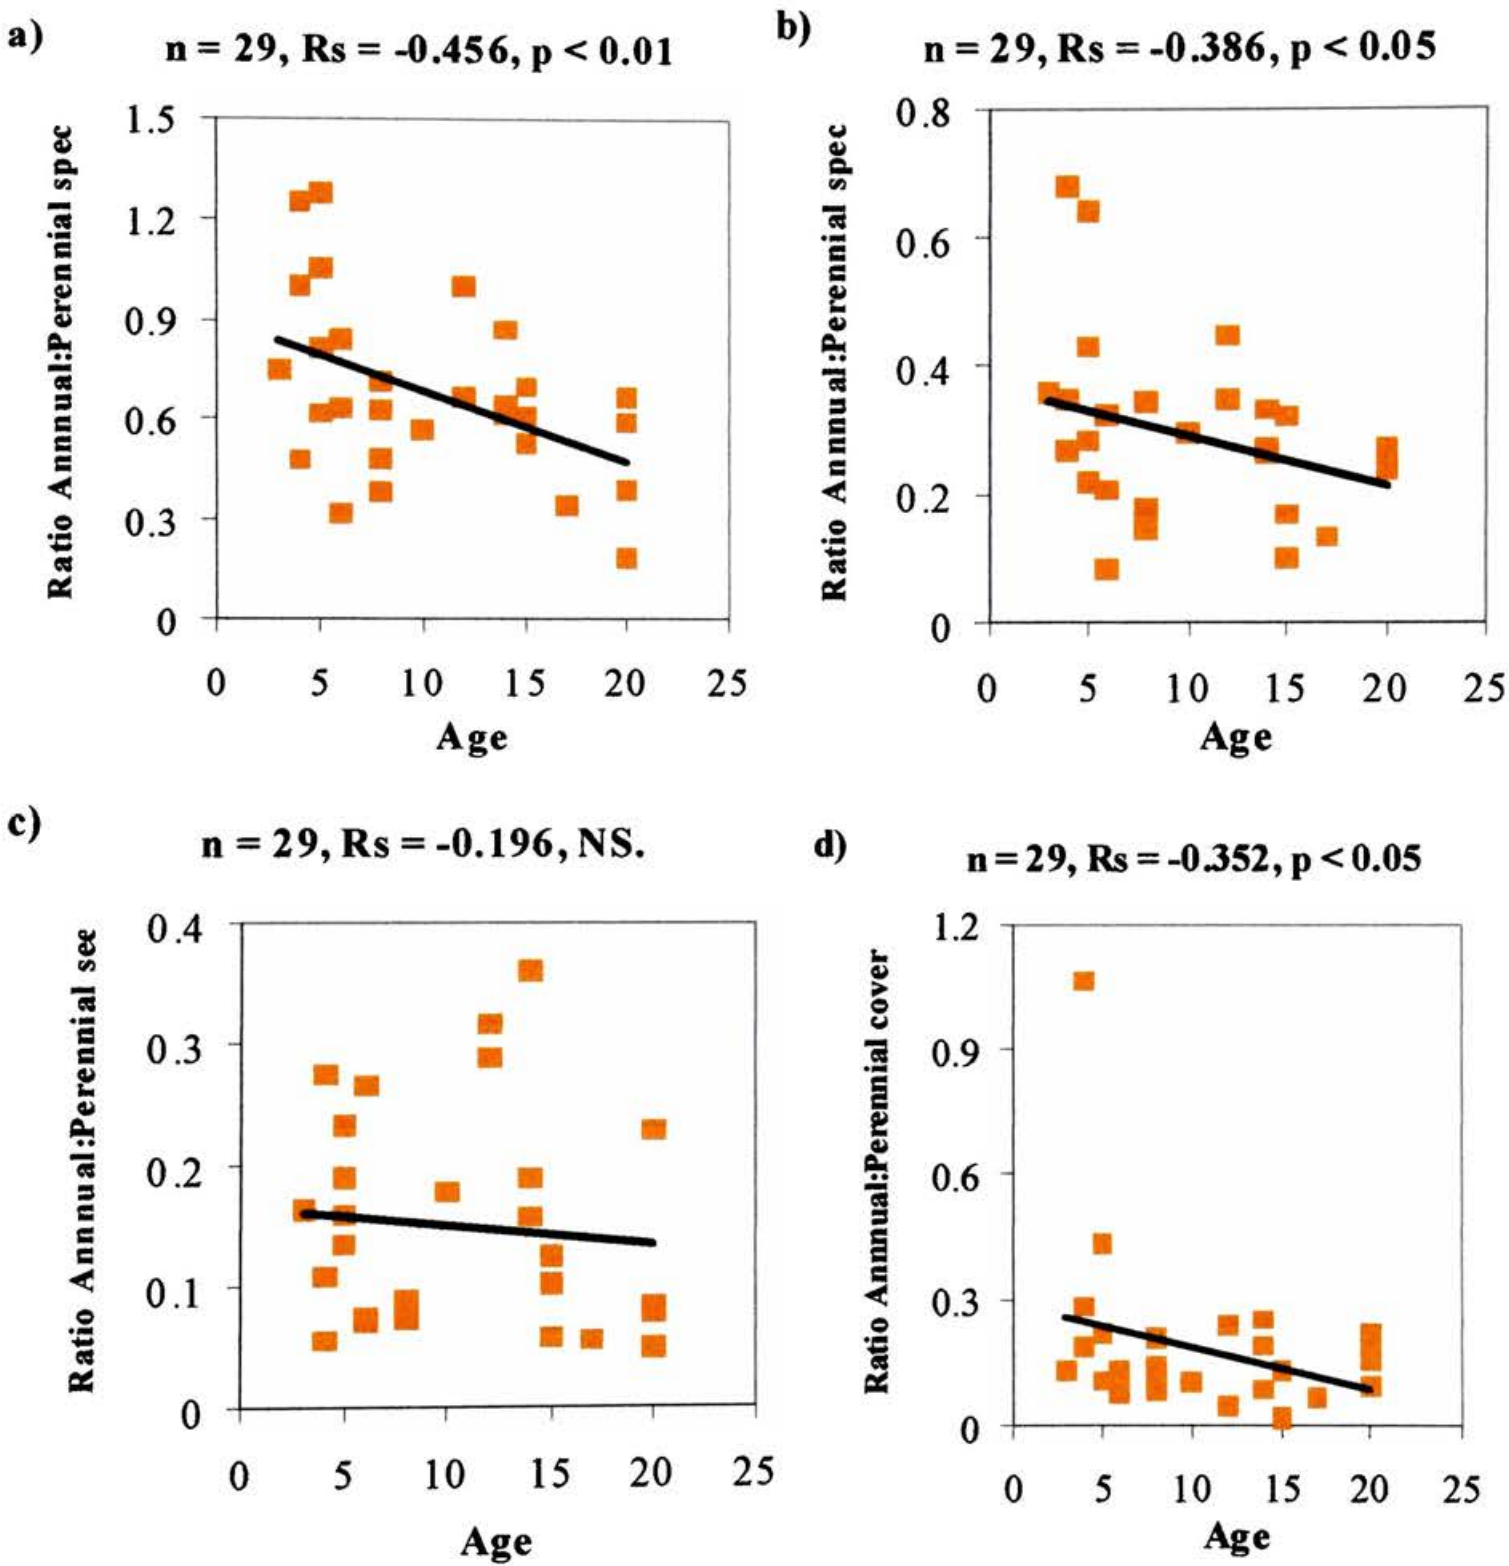 a)
n = 29, Rs = -0.456, p < 0.01
Ratio Annnual:Perennial spec
1.5
1.2
0.9
0.6
0.3
0
0 5 10 15 20 25
Age
b)
n = 29, Rs = -0.386, p < 0.05
Ratio Annnual:Perennial spec
0.8
0.6
0.4
0.2
0
0 5 10 15 20 25
Age
c)
n = 29, Rs = -0.196, NS.
Ratio Annnual:Perennial see
0.4
0.3
0.2
0.1
0
0 5 10 15 20 25
Age
d)
n = 29, Rs = -0.352, p < 0.05
Ratio Annnual:Perennial cover
1.2
0.9
0.6
0.3
0
0 5 10 15 20 25
Age